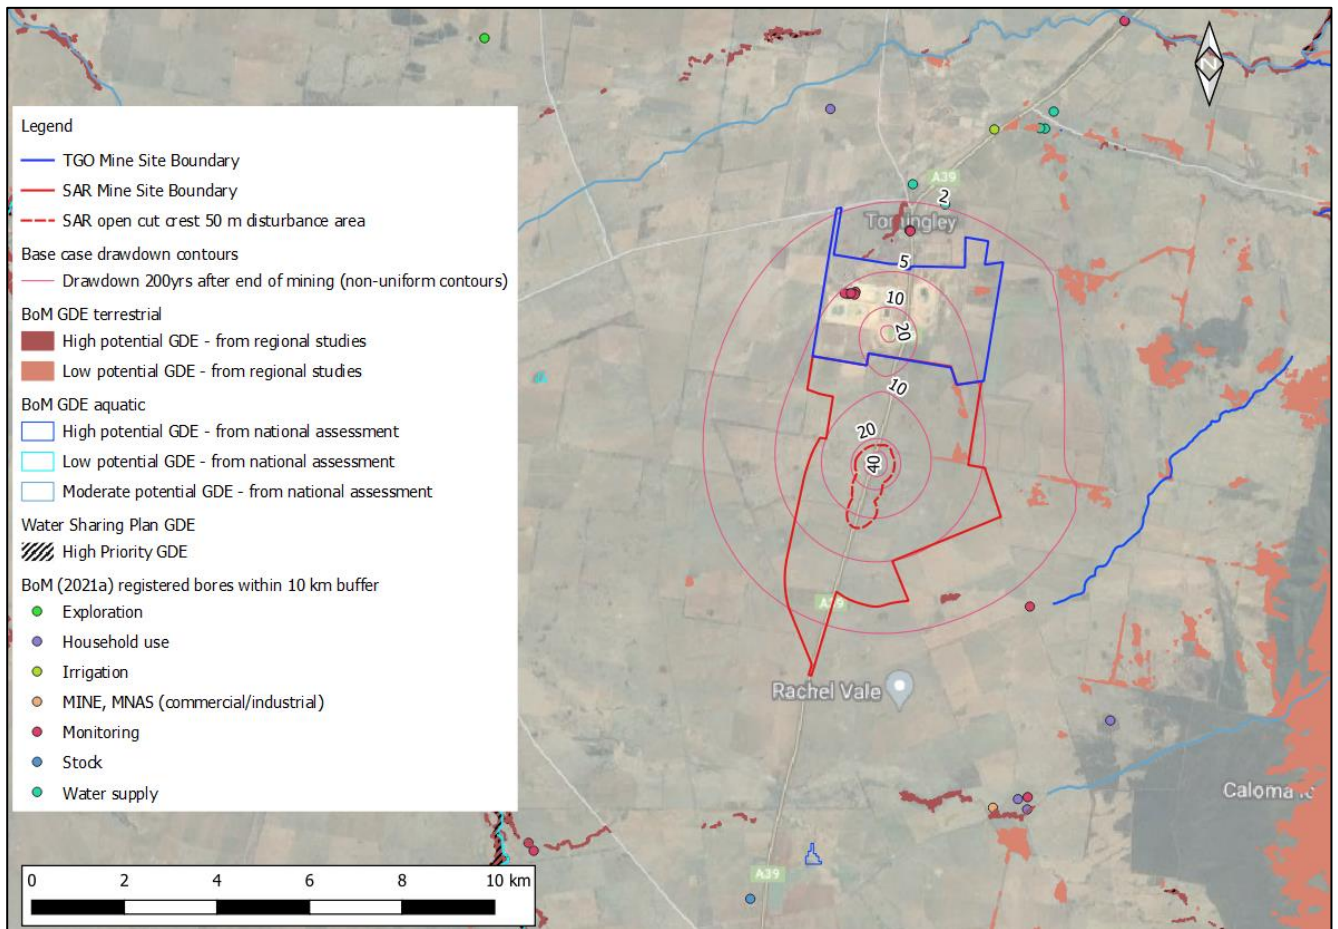 Legend
TGO Mine Site Boundary
SAR Mine Site Boundary
SAR open cut crest 50 m disturbance area
Base case drawdown contours
Drawdown 200yrs after end of mining (non-uniform contours)
BoM GDE terrestrial
High potential GDE - from regional studies
Low potential GDE - from regional studies
BoM GDE aquatic
High potential GDE - from national assessment
Low potential GDE - from national assessment
Moderate potential GDE - from national assessment
Water Sharing Plan GDE
High Priority GDE
BoM (2021a) registered bores within 10 km buffer
Exploration
Household use
Irrigation
MINE, MNAS (commercial/industrial)
Monitoring
Stock
Water supply
0 2 4 6 8 10 km
N
A39
2
Tomingley
5
10
20
10
20
40
A39
Rachel Vale
Caloma
A39